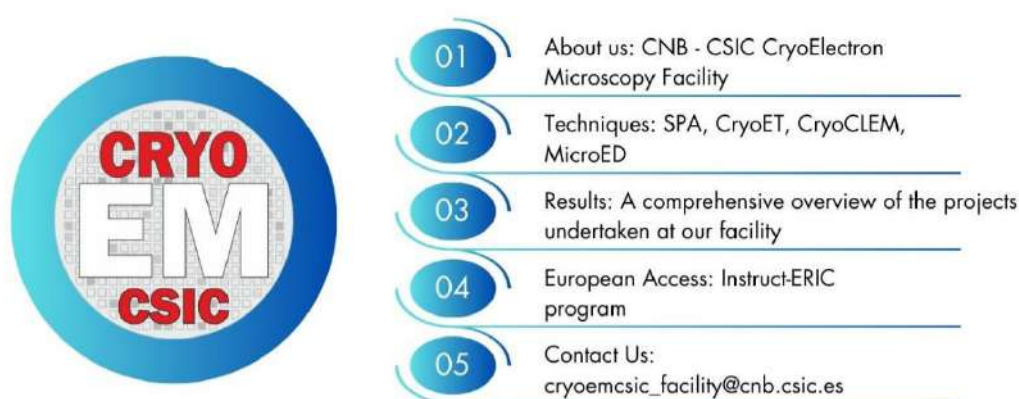 CRYO
EM
CSIC
01
About us: CNB - CSIC CryoElectron
Microscopy Facility
02
Techniques: SPA, CryoET, CryoCLEM,
MicroED
03
Results: A comprehensive overview of the projects
undertaken at our facility
04
European Access: Instruct-ERIC
program
05
Contact Us:
cryoemcsic_facility@cnb.csic.es